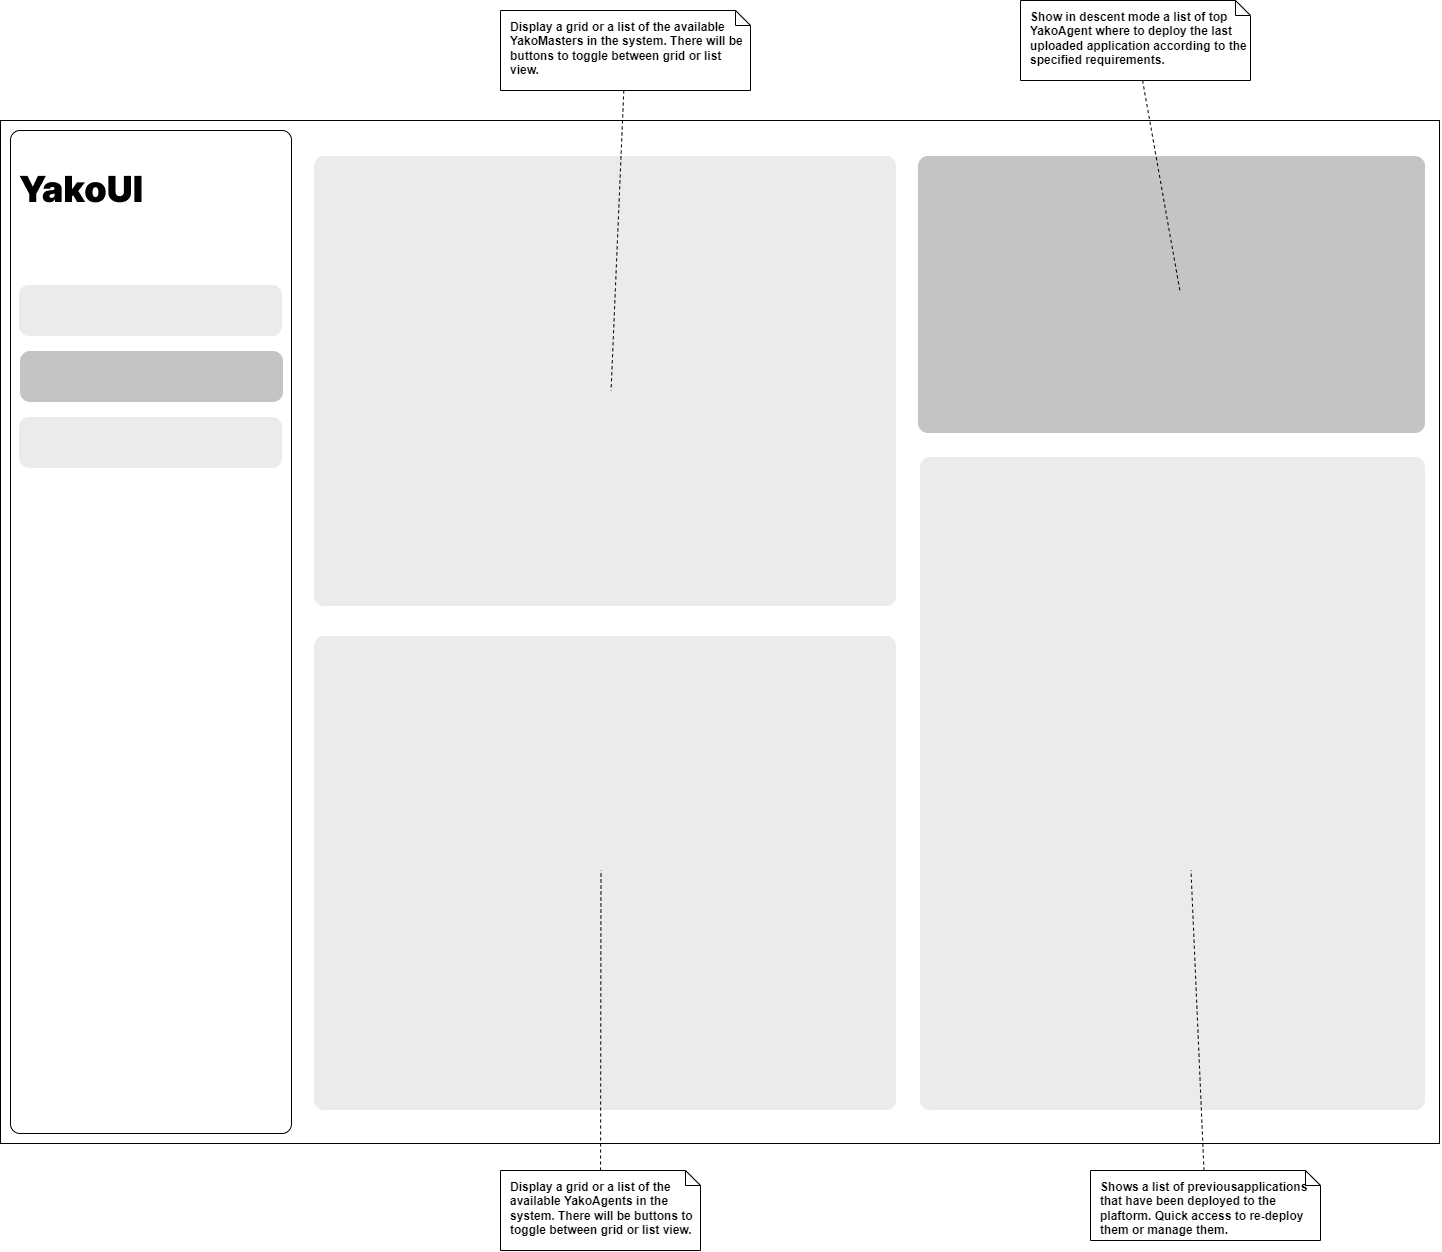 Display a grid or a list of the available
YakoMasters in the system. There will be
buttons to toggle between grid or list
view.
Show in descent mode a list of top
YakoAgent where to deploy the last
uploaded application according to the
specified requirements.
YakoUI
Display a grid or a list of the
available YakoAgents in the
system. There will be buttons to
toggle between grid or list view.
Shows a list of previousapplications
that have been deployed to the
plaftorm. Quick access to re-deploy
them or manage them.